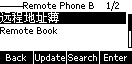 Remote Phone B 1/2
远程地址簿
Remote Book
Back Update Search Enter